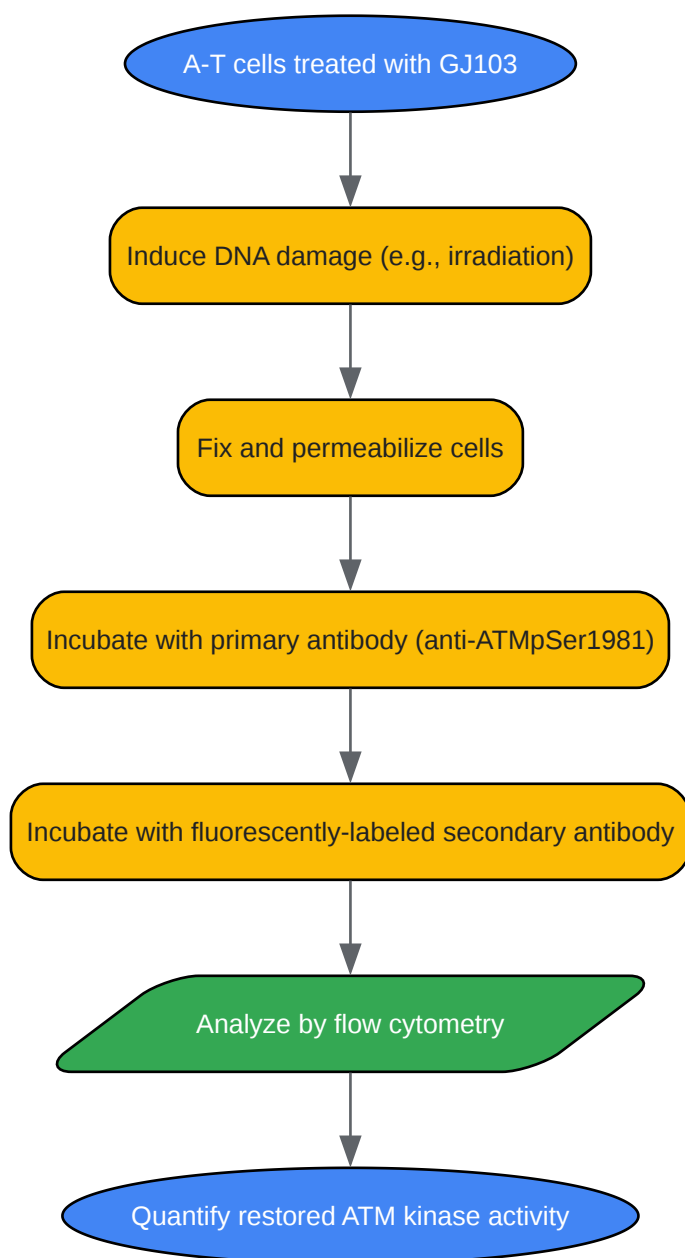 A-T cells treated with GJ103
Induce DNA damage (e.g., irradiation)
Fix and permeabilize cells
Incubate with primary antibody (anti-ATMpSer1981)
Incubate with fluorescently-labeled secondary antibody
Analyze by flow cytometry
Quantify restored ATM kinase activity